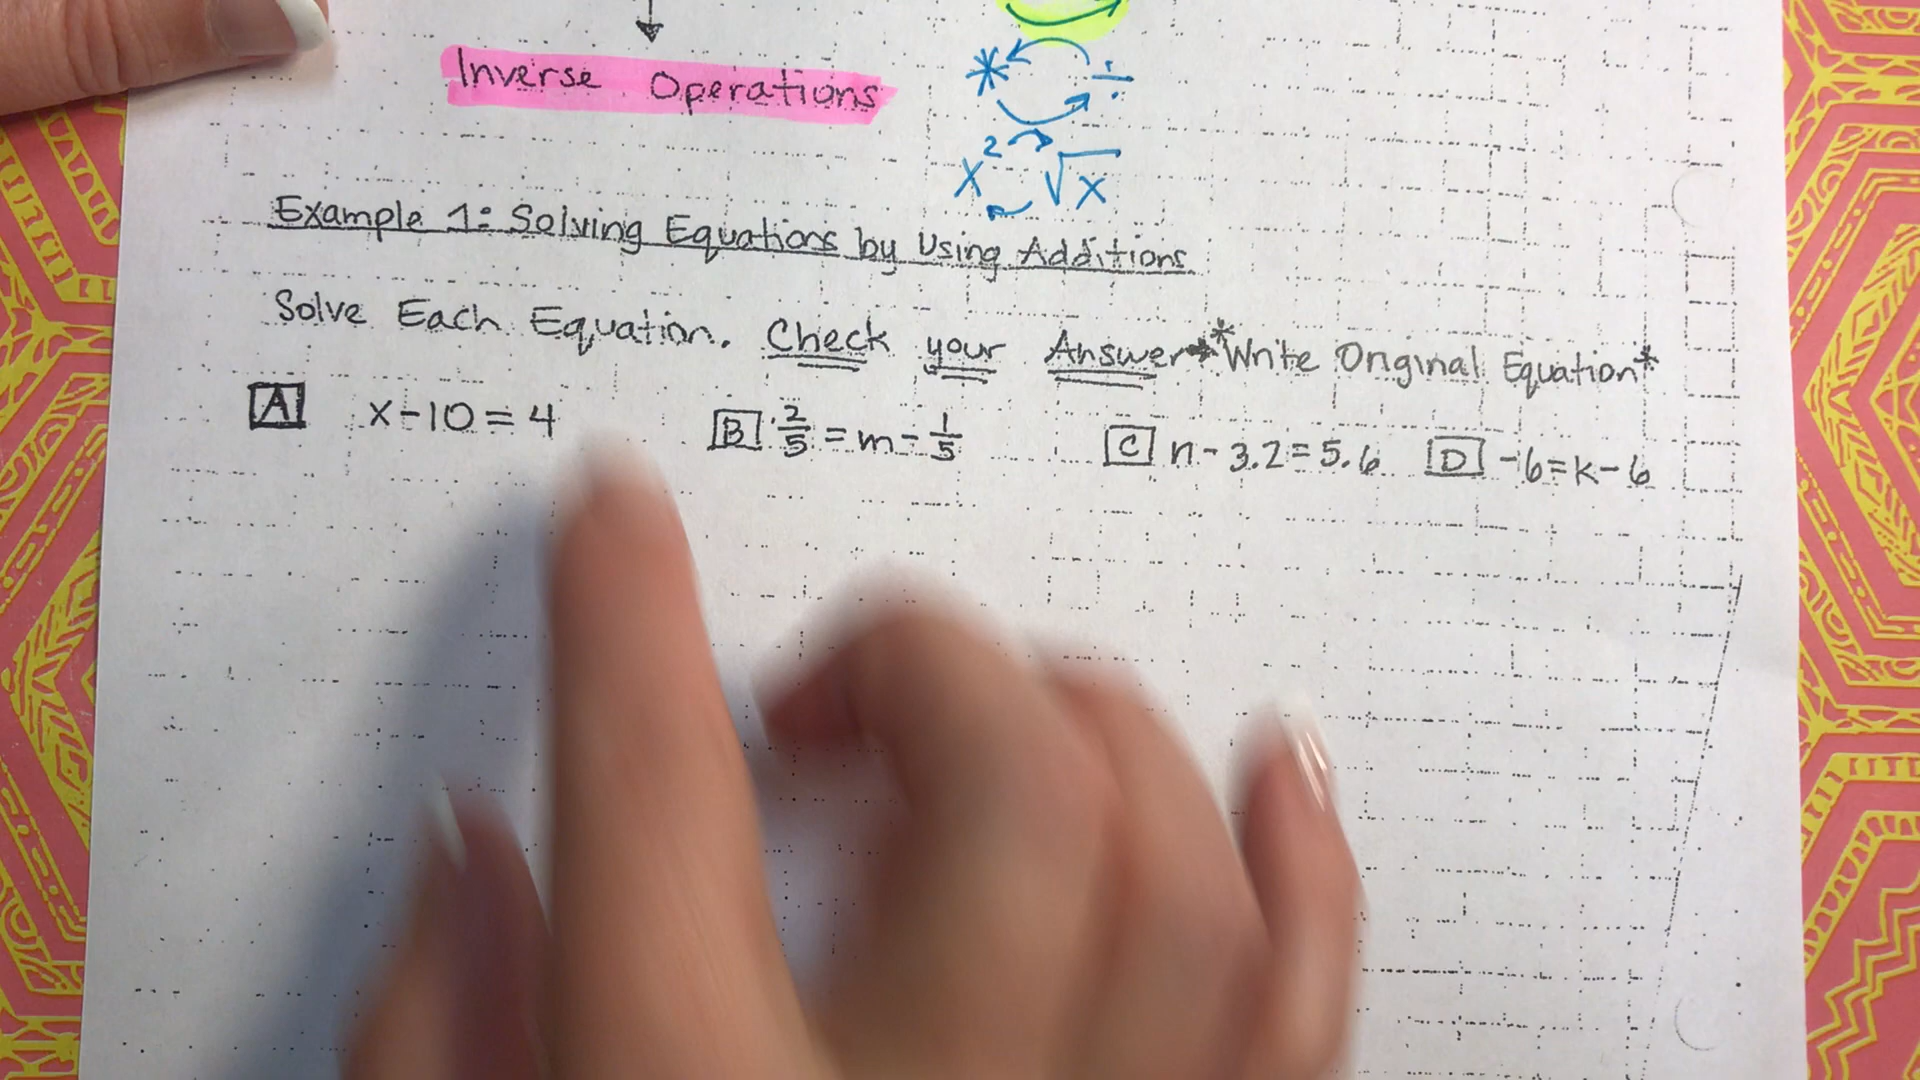 Inverse Operations
* ÷
x² √x
Example 1: Solving Equations by Using Additions
Solve Each Equation. Check your Answer **Write Original Equation*
A x-10=4 B 2/5 = m - 1/5 C n - 3.2 = 5.6 D -6=k-6